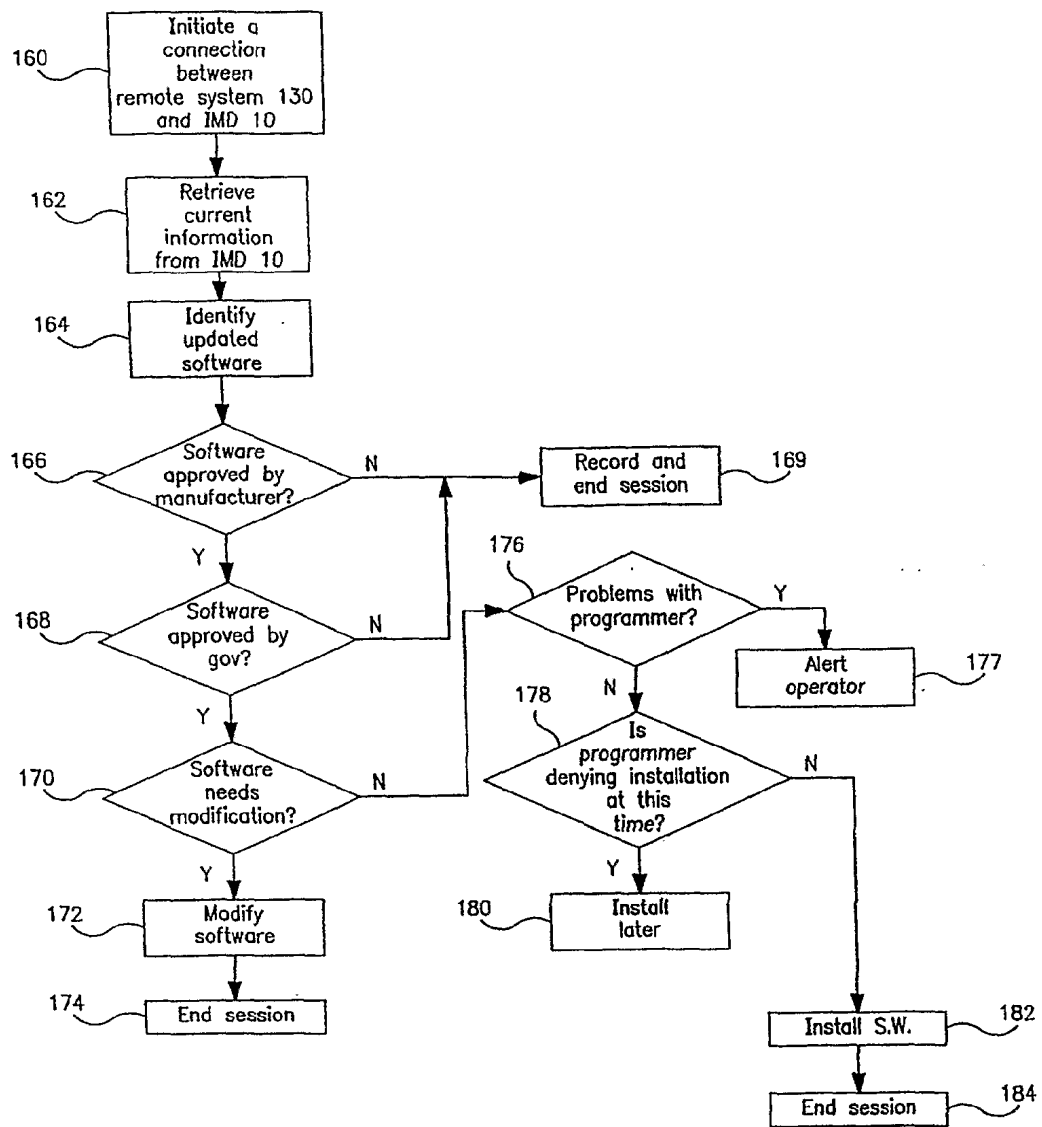 160
Initiate a
connection
between
remote system 130
and IMD 10
162
Retrieve
current
information
from IMD 10
164
Identify
updated
software
166
Software
approved by
manufacturer?
N
Y
Record and
end session
169
168
Software
approved by
gov?
N
Y
176
Problems with
programmer?
Y
N
Alert
operator
177
170
Software
needs
modification?
N
Y
178
Is
programmer
denying installation
at this
time?
N
Y
172
Modify
software
180
Install
later
174
End session
Install S.W.
182
End session
184